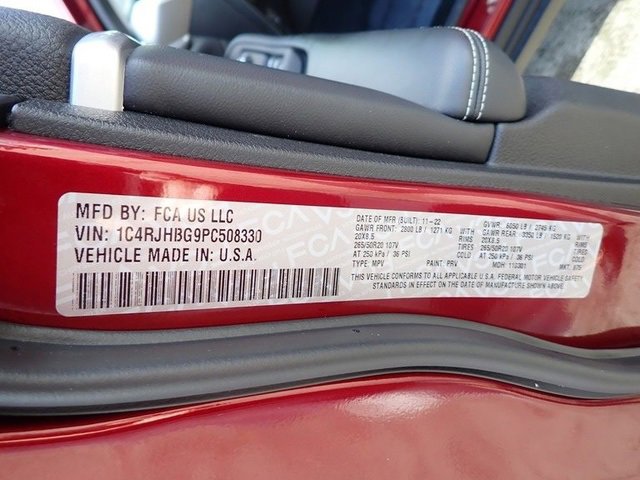 MFD BY: FCA US LLC
VIN: 1C4RJHBG9PC508330
VEHICLE MADE IN: U.S.A.
DATE OF MFR (BUILT): 11-22 GVWR: 6050 LB / 2745 KG
GAWR FRONT: 2800 LB / 1271 KG GAWR REAR: 3350 LB / 1520 KG
20X8.5 20X8.5 RIMS
265/50R20 107V 265/50R20 107V TIRES
AT 250 kPa / 36 PSI COLD AT 250 kPa / 36 PSI COLD
TYPE: MPV PAINT: PRV MDH: 110301 MKT:
THIS VEHICLE CONFORMS TO ALL APPLICABLE U.S.A. FEDERAL MOTOR VEHICLE SAFETY
STANDARDS IN EFFECT ON THE DATE OF MANUFACTURE SHOWN ABOVE.